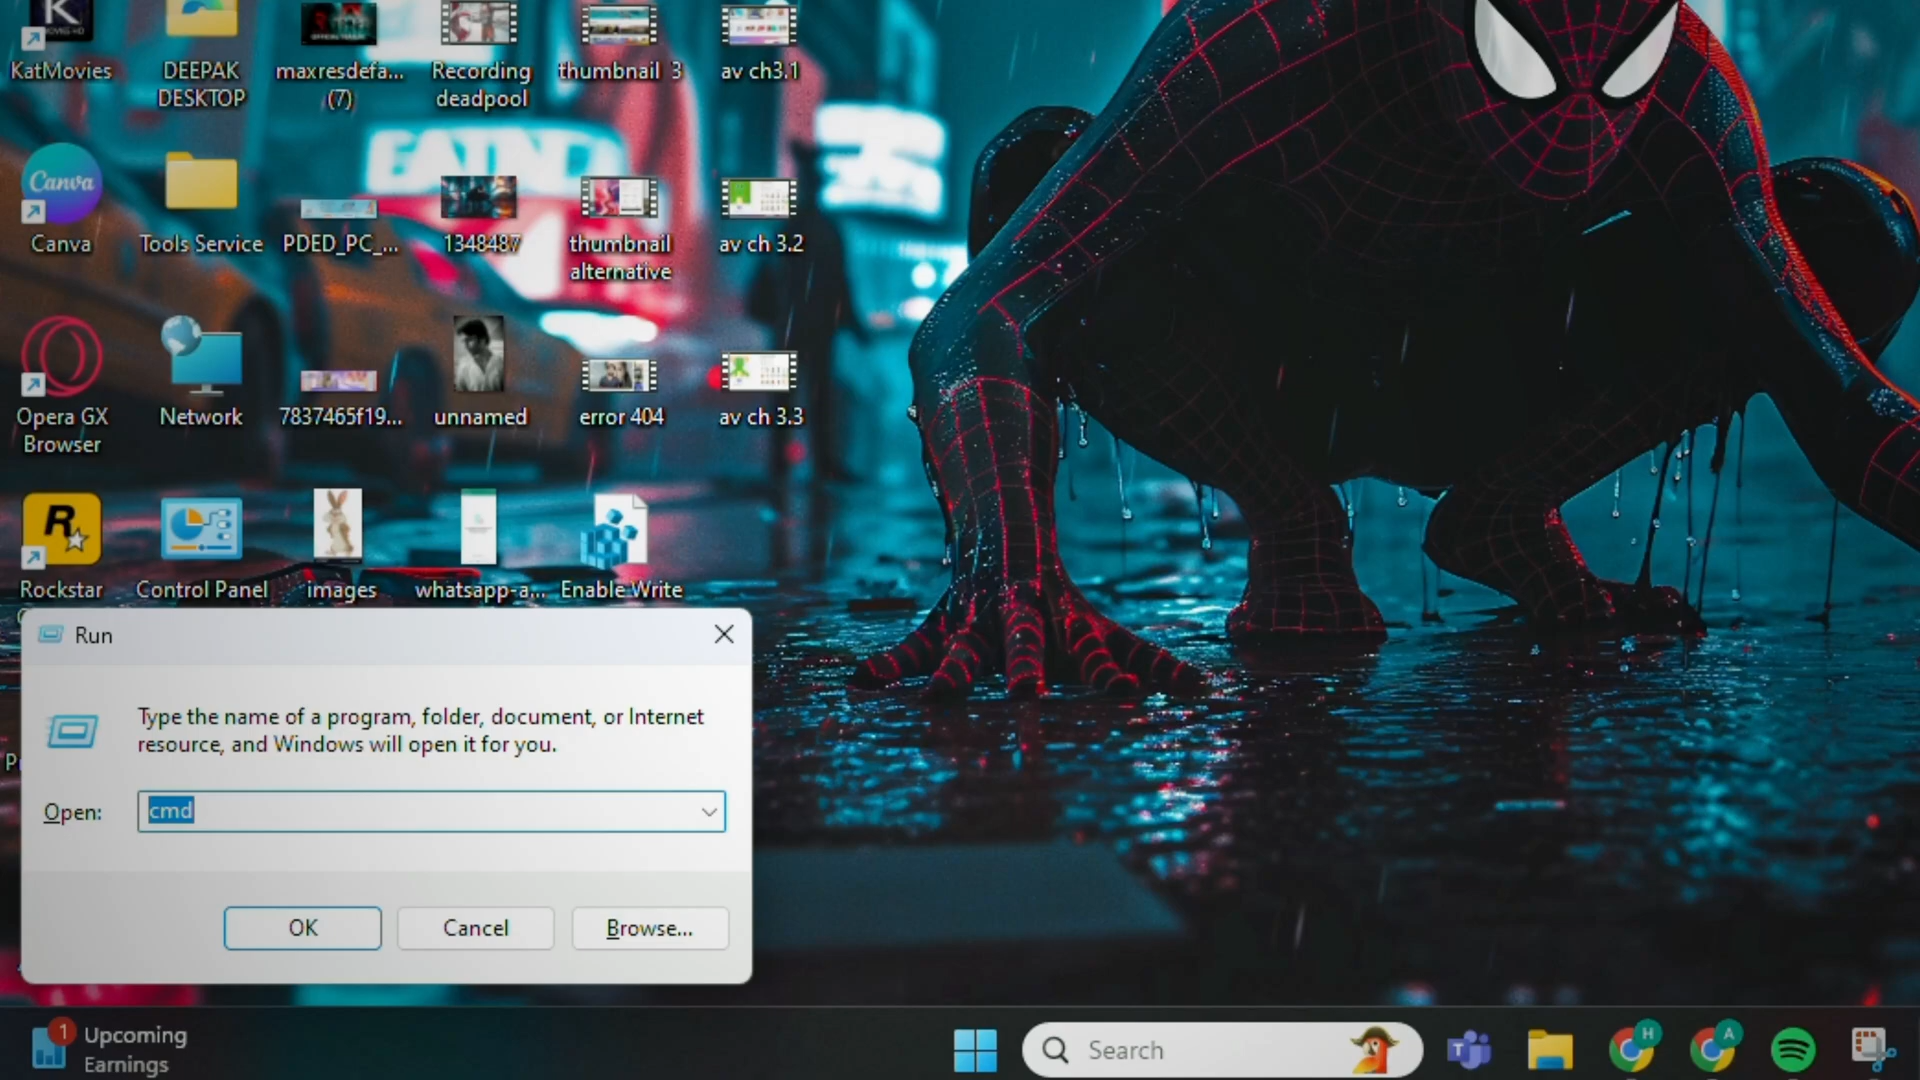 K
KatMovies
DEEPAK
DESKTOP
maxresdefa...
(7)
Recording
deadpool
thumbnail 3
av ch3.1
EATN
Canva
Canva
Tools Service
PDED_PC_...
1348487
thumbnail
alternative
av ch 3.2
Opera GX
Browser
Network
7837465f19...
unnamed
error 404
av ch 3.3
R
Rockstar
Control Panel
images
whatsapp-a...
Enable Write
Run
Type the name of a program, folder, document, or Internet
resource, and Windows will open it for you.
Open:
cmd
OK
Cancel
Browse...
1
Upcoming
Earnings
Search
T
H
A